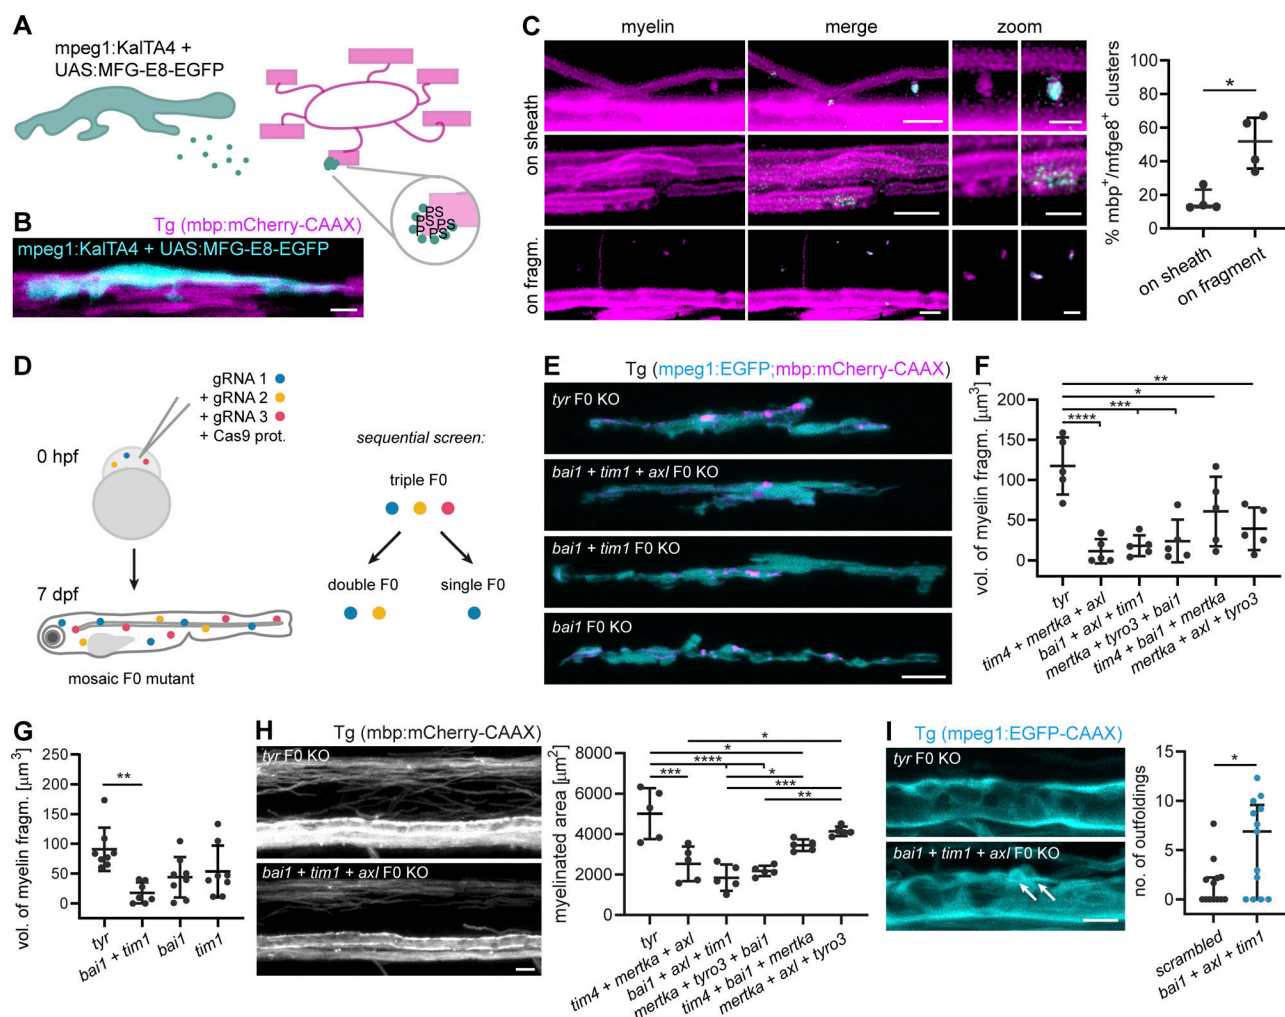 A
mpeg1:KalTA4 +
UAS:MFG-E8-EGFP
PS
PS
PS
PS
B
Tg (mbp:mCherry-CAAX)
mpeg1:KalTA4 + UAS:MFG-E8-EGFP
C
myelin
merge
zoom
on sheath
on fragm.
% mbp⁺/mfge8⁺ clusters
100
80
60
40
20
0
*
on sheath
on fragment
D
gRNA 1
+ gRNA 2
+ gRNA 3
+ Cas9 prot.
0 hpf
7 dpf
mosaic F0 mutant
sequential screen:
triple F0
double F0
single F0
E
Tg (mpeg1:EGFP;mbp:mCherry-CAAX)
tyr F0 KO
bai1 + tim1 + axl F0 KO
bai1 + tim1 F0 KO
bai1 F0 KO
F
vol. of myelin fragm. [µm³]
200
150
100
50
0
**
*
***
****
tyr
tim4 + mertka + axl
bai1 + axl + tim1
mertka + tyro3 + bai1
tim4 + bai1 + mertka
mertka + axl + tyro3
G
vol. of myelin fragm. [µm³]
250
200
150
100
50
0
**
tyr
bai1 + tim1
bai1
tim1
H
Tg (mbp:mCherry-CAAX)
tyr F0 KO
bai1 + tim1 + axl F0 KO
myelinated area [µm²]
8000
6000
4000
2000
0
*
*
****
***
*
***
**
tyr
tim4 + mertka + axl
bai1 + axl + tim1
mertka + tyro3 + bai1
tim4 + bai1 + mertka
mertka + axl + tyro3
I
Tg (mpeg1:EGFP-CAAX)
tyr F0 KO
bai1 + tim1 + axl F0 KO
no. of outfoldings
15
10
5
0
*
scrambled
bai1 + axl + tim1